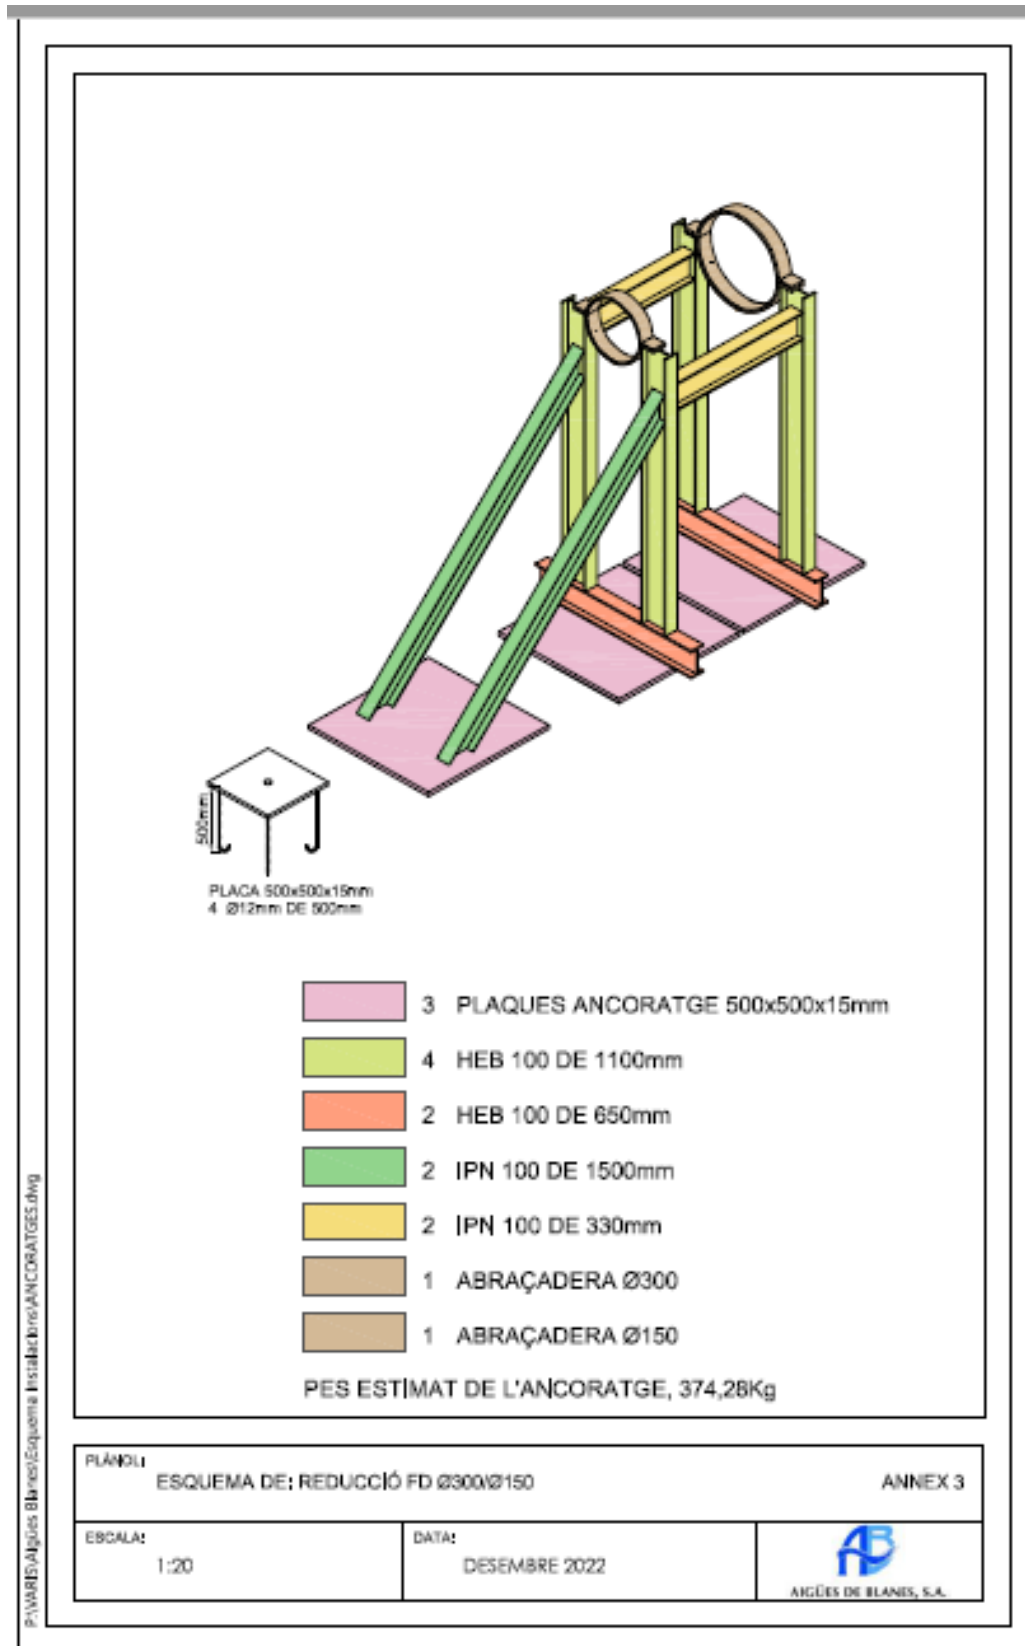 500mm
PLACA 500x500x15mm
4 Ø12mm DE 500mm
3 PLAQUES ANCORATGE 500x500x15mm
4 HEB 100 DE 1100mm
2 HEB 100 DE 650mm
2 IPN 100 DE 1500mm
2 IPN 100 DE 330mm
1 ABRAÇADERA Ø300
1 ABRAÇADERA Ø150
PES ESTIMAT DE L'ANCORATGE, 374,28Kg
P:\VARIS\Aigües Blanes\Esquema Instalacions\ANCORATGES.dwg
PLÀNOL:
ESQUEMA DE: REDUCCIÓ FD Ø300/Ø150
ANNEX 3
ESCALA:
1:20
DATA:
DESEMBRE 2022
AB
AIGÜES DE BLANES, S.A.